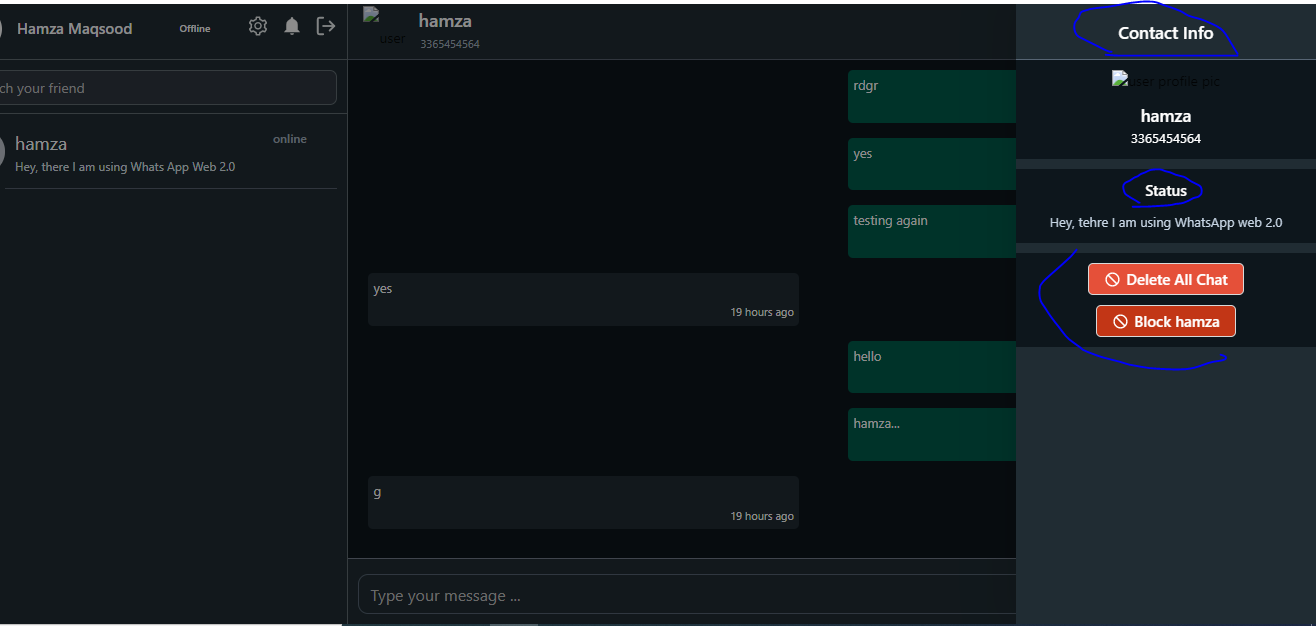 Hamza Maqsood
Offline
ch your friend
hamza
online
Hey, there I am using Whats App Web 2.0
user
hamza
3365454564
rdgr
yes
testing again
yes
19 hours ago
hello
hamza...
g
19 hours ago
Type your message ...
Contact Info
user profile pic
hamza
3365454564
Status
Hey, tehre I am using WhatsApp web 2.0
Delete All Chat
Block hamza